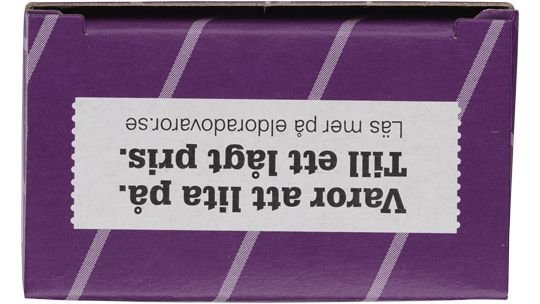 Varor att lita på.
Till ett lågt pris.
Läs mer på eldoradovaror.se